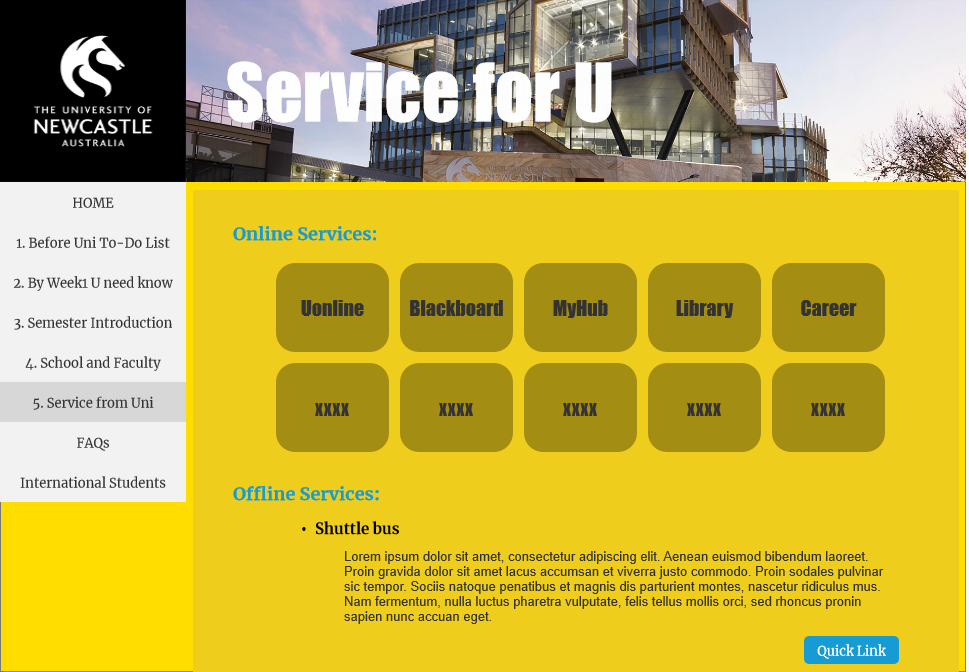 THE UNIVERSITY OF
NEWCASTLE
AUSTRALIA
Service for U
NEWCASTLE
HOME
1. Before Uni To-Do List
2. By Week1 U need know
3. Semester Introduction
4. School and Faculty
5. Service from Uni
FAQs
International Students
Online Services:
Uonline
Blackboard
MyHub
Library
Career
xxxx
xxxx
xxxx
xxxx
xxxx
Offline Services:
• Shuttle bus
Lorem ipsum dolor sit amet, consectetur adipiscing elit. Aenean euismod bibendum laoreet.
Proin gravida dolor sit amet lacus accumsan et viverra justo commodo. Proin sodales pulvinar
sic tempor. Sociis natoque penatibus et magnis dis parturient montes, nascetur ridiculus mus.
Nam fermentum, nulla luctus pharetra vulputate, felis tellus mollis orci, sed rhoncus pronin
sapien nunc accuan eget.
Quick Link